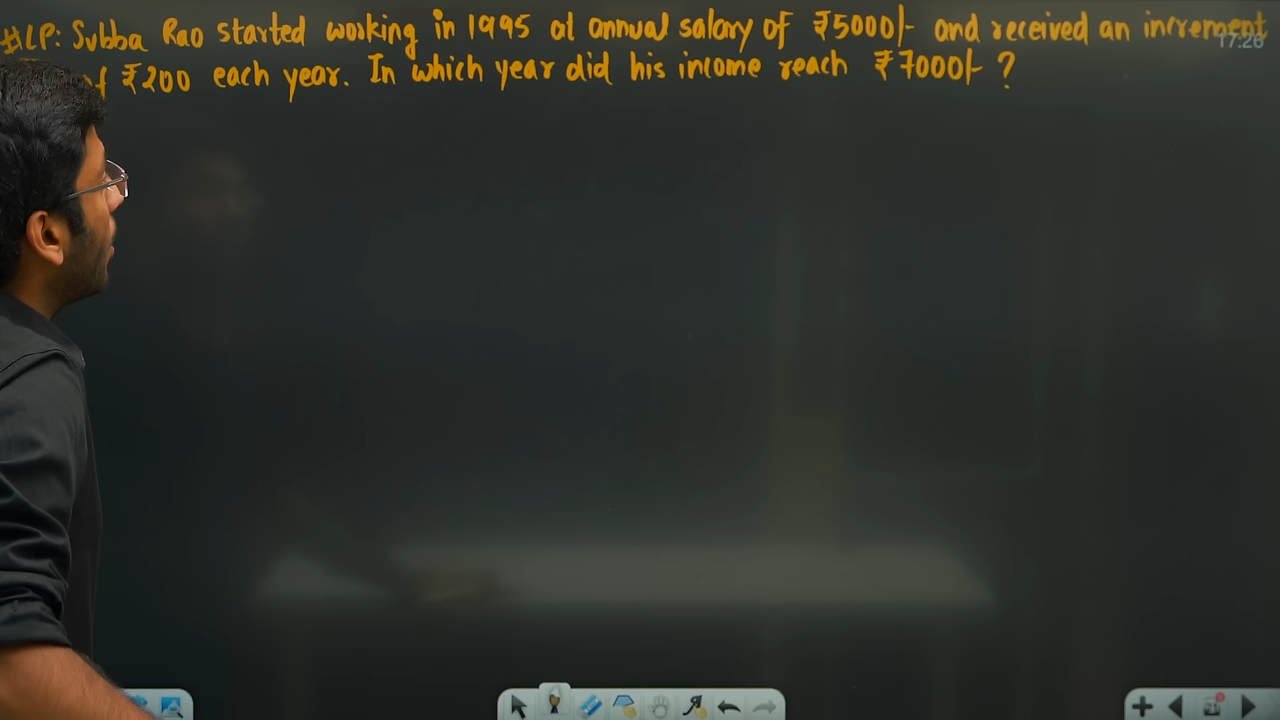 #LP: Subba Rao started working in 1995 at annual salary of ₹5000/- and received an increment
17:26
of ₹200 each year. In which year did his income reach ₹7000/- ?